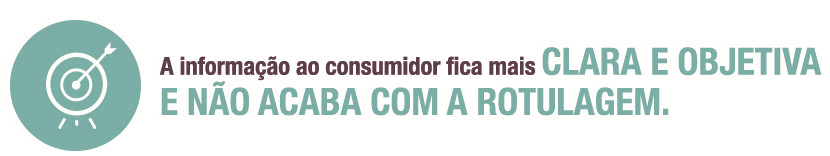 A informação ao consumidor fica mais CLARA E OBJETIVA
E NÃO ACABA COM A ROTULAGEM.